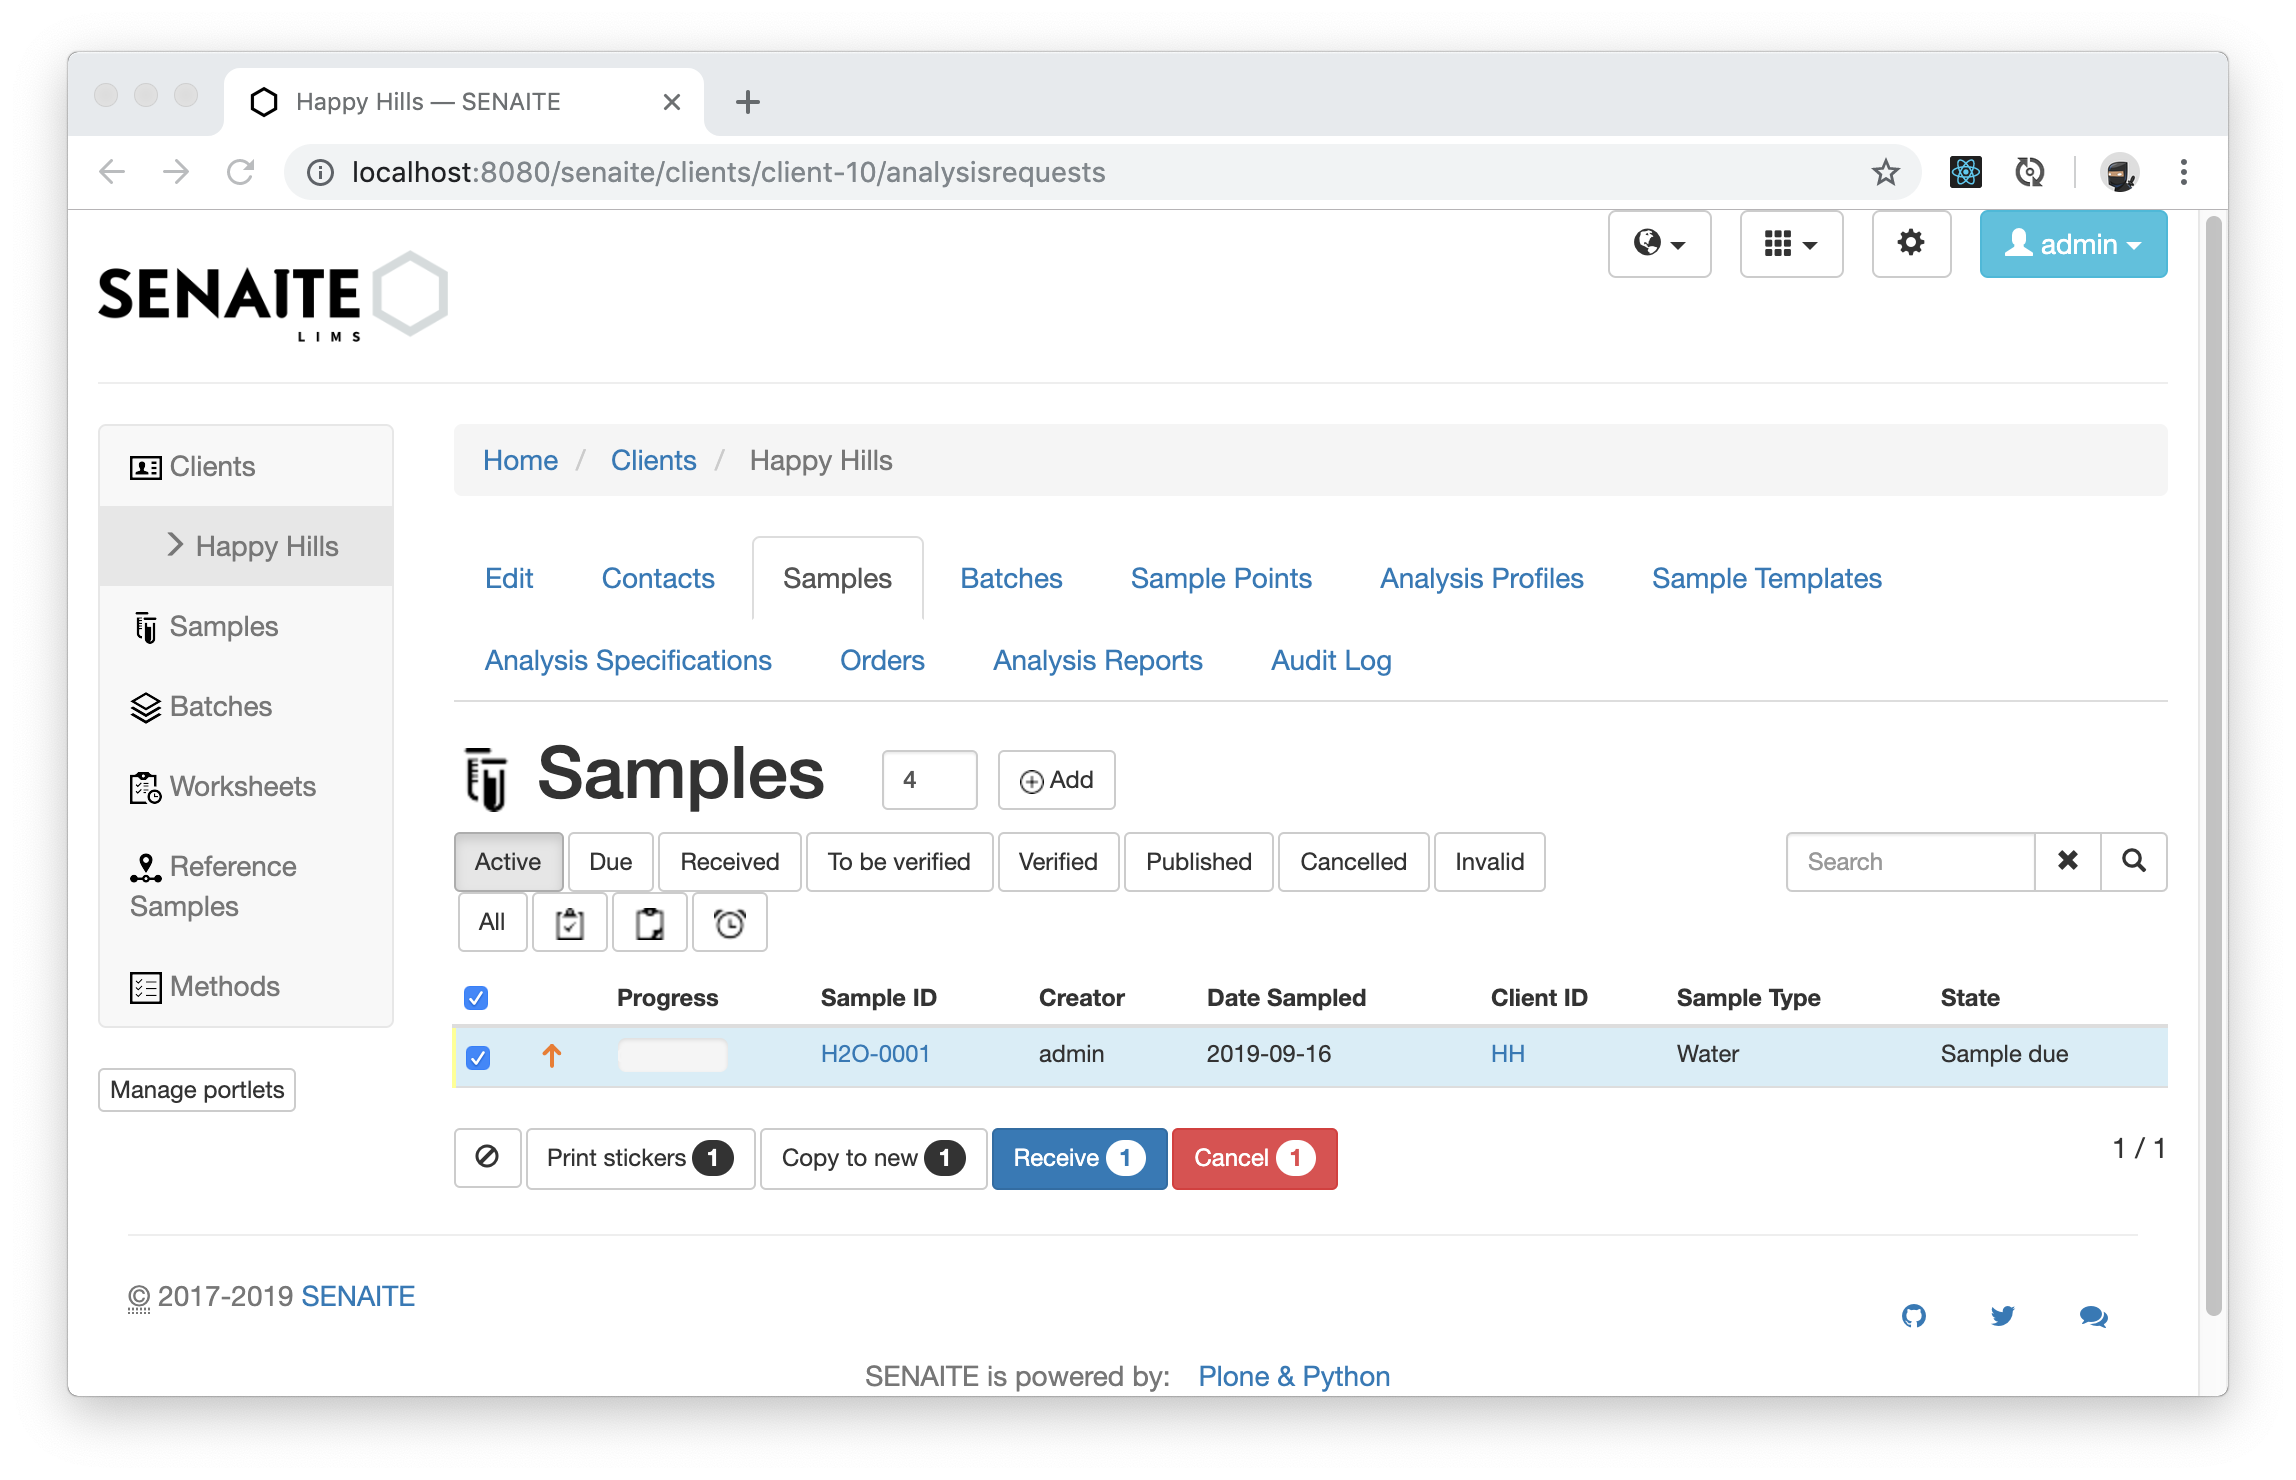 Happy Hills — SENAITE
localhost:8080/senaite/clients/client-10/analysisrequests
admin
SENAITE
LIMS
Clients
Happy Hills
Samples
Batches
Worksheets
Reference
Samples
Methods
Manage portlets
Home / Clients / Happy Hills
Edit Contacts Samples Batches Sample Points Analysis Profiles Sample Templates
Analysis Specifications Orders Analysis Reports Audit Log
Samples 4 Add
Active Due Received To be verified Verified Published Cancelled Invalid Search
All
Progress Sample ID Creator Date Sampled Client ID Sample Type State
H2O-0001 admin 2019-09-16 HH Water Sample due
Print stickers 1 Copy to new 1 Receive 1 Cancel 1 1 / 1
© 2017-2019 SENAITE
SENAITE is powered by: Plone & Python